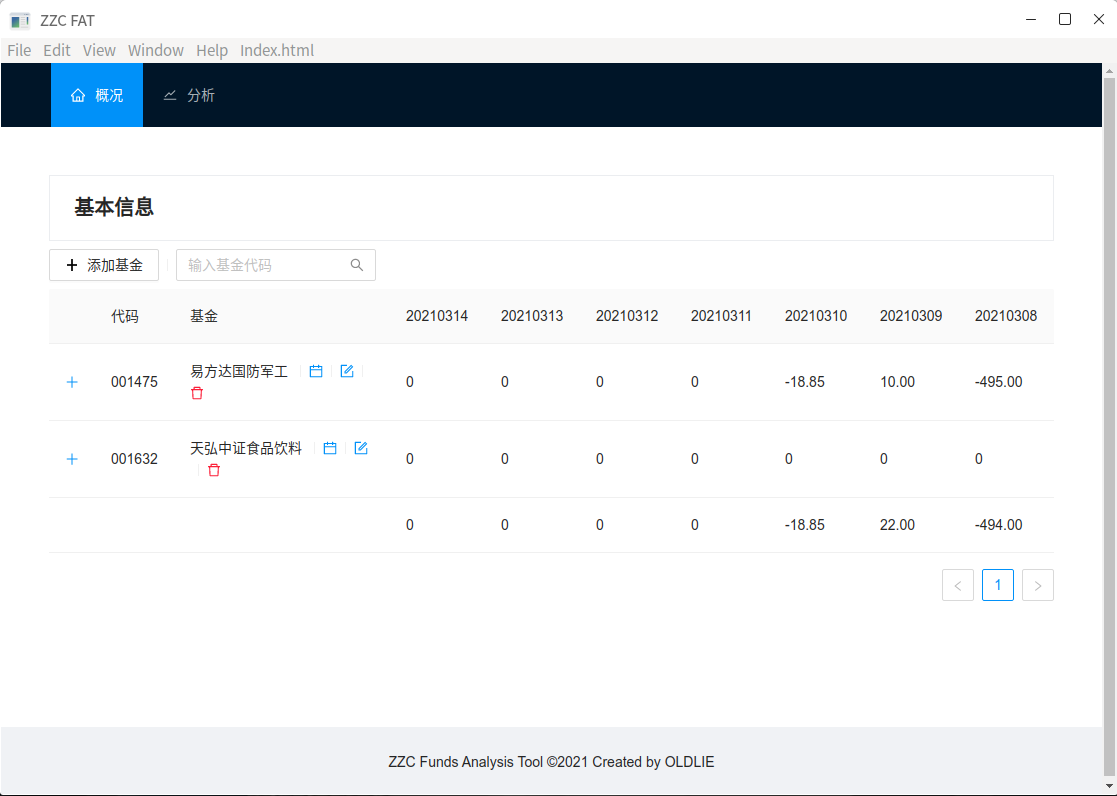 ZZC FAT
File Edit View Window Help Index.html
概况 分析
基本信息
添加基金 输入基金代码
代码 基金 20210314 20210313 20210312 20210311 20210310 20210309 20210308
001475 易方达国防军工 0 0 0 0 -18.85 10.00 -495.00
001632 天弘中证食品饮料 0 0 0 0 0 0 0
0 0 0 0 -18.85 22.00 -494.00
< 1 >
ZZC Funds Analysis Tool ©2021 Created by OLDLIE